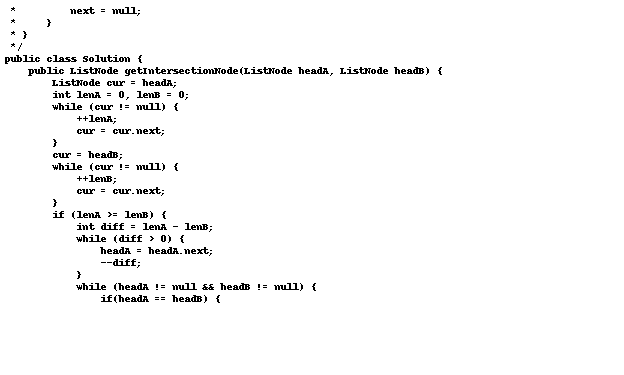 *         next = null;
 *     }
 * }
 */
public class Solution {
    public ListNode getIntersectionNode(ListNode headA, ListNode headB) {
        ListNode cur = headA;
        int lenA = 0, lenB = 0;
        while (cur != null) {
            ++lenA;
            cur = cur.next;
        }
        cur = headB;
        while (cur != null) {
            ++lenB;
            cur = cur.next;
        }
        if (lenA >= lenB) {
            int diff = lenA - lenB;
            while (diff > 0) {
                headA = headA.next;
                --diff;
            }
            while (headA != null && headB != null) {
                if(headA == headB) {